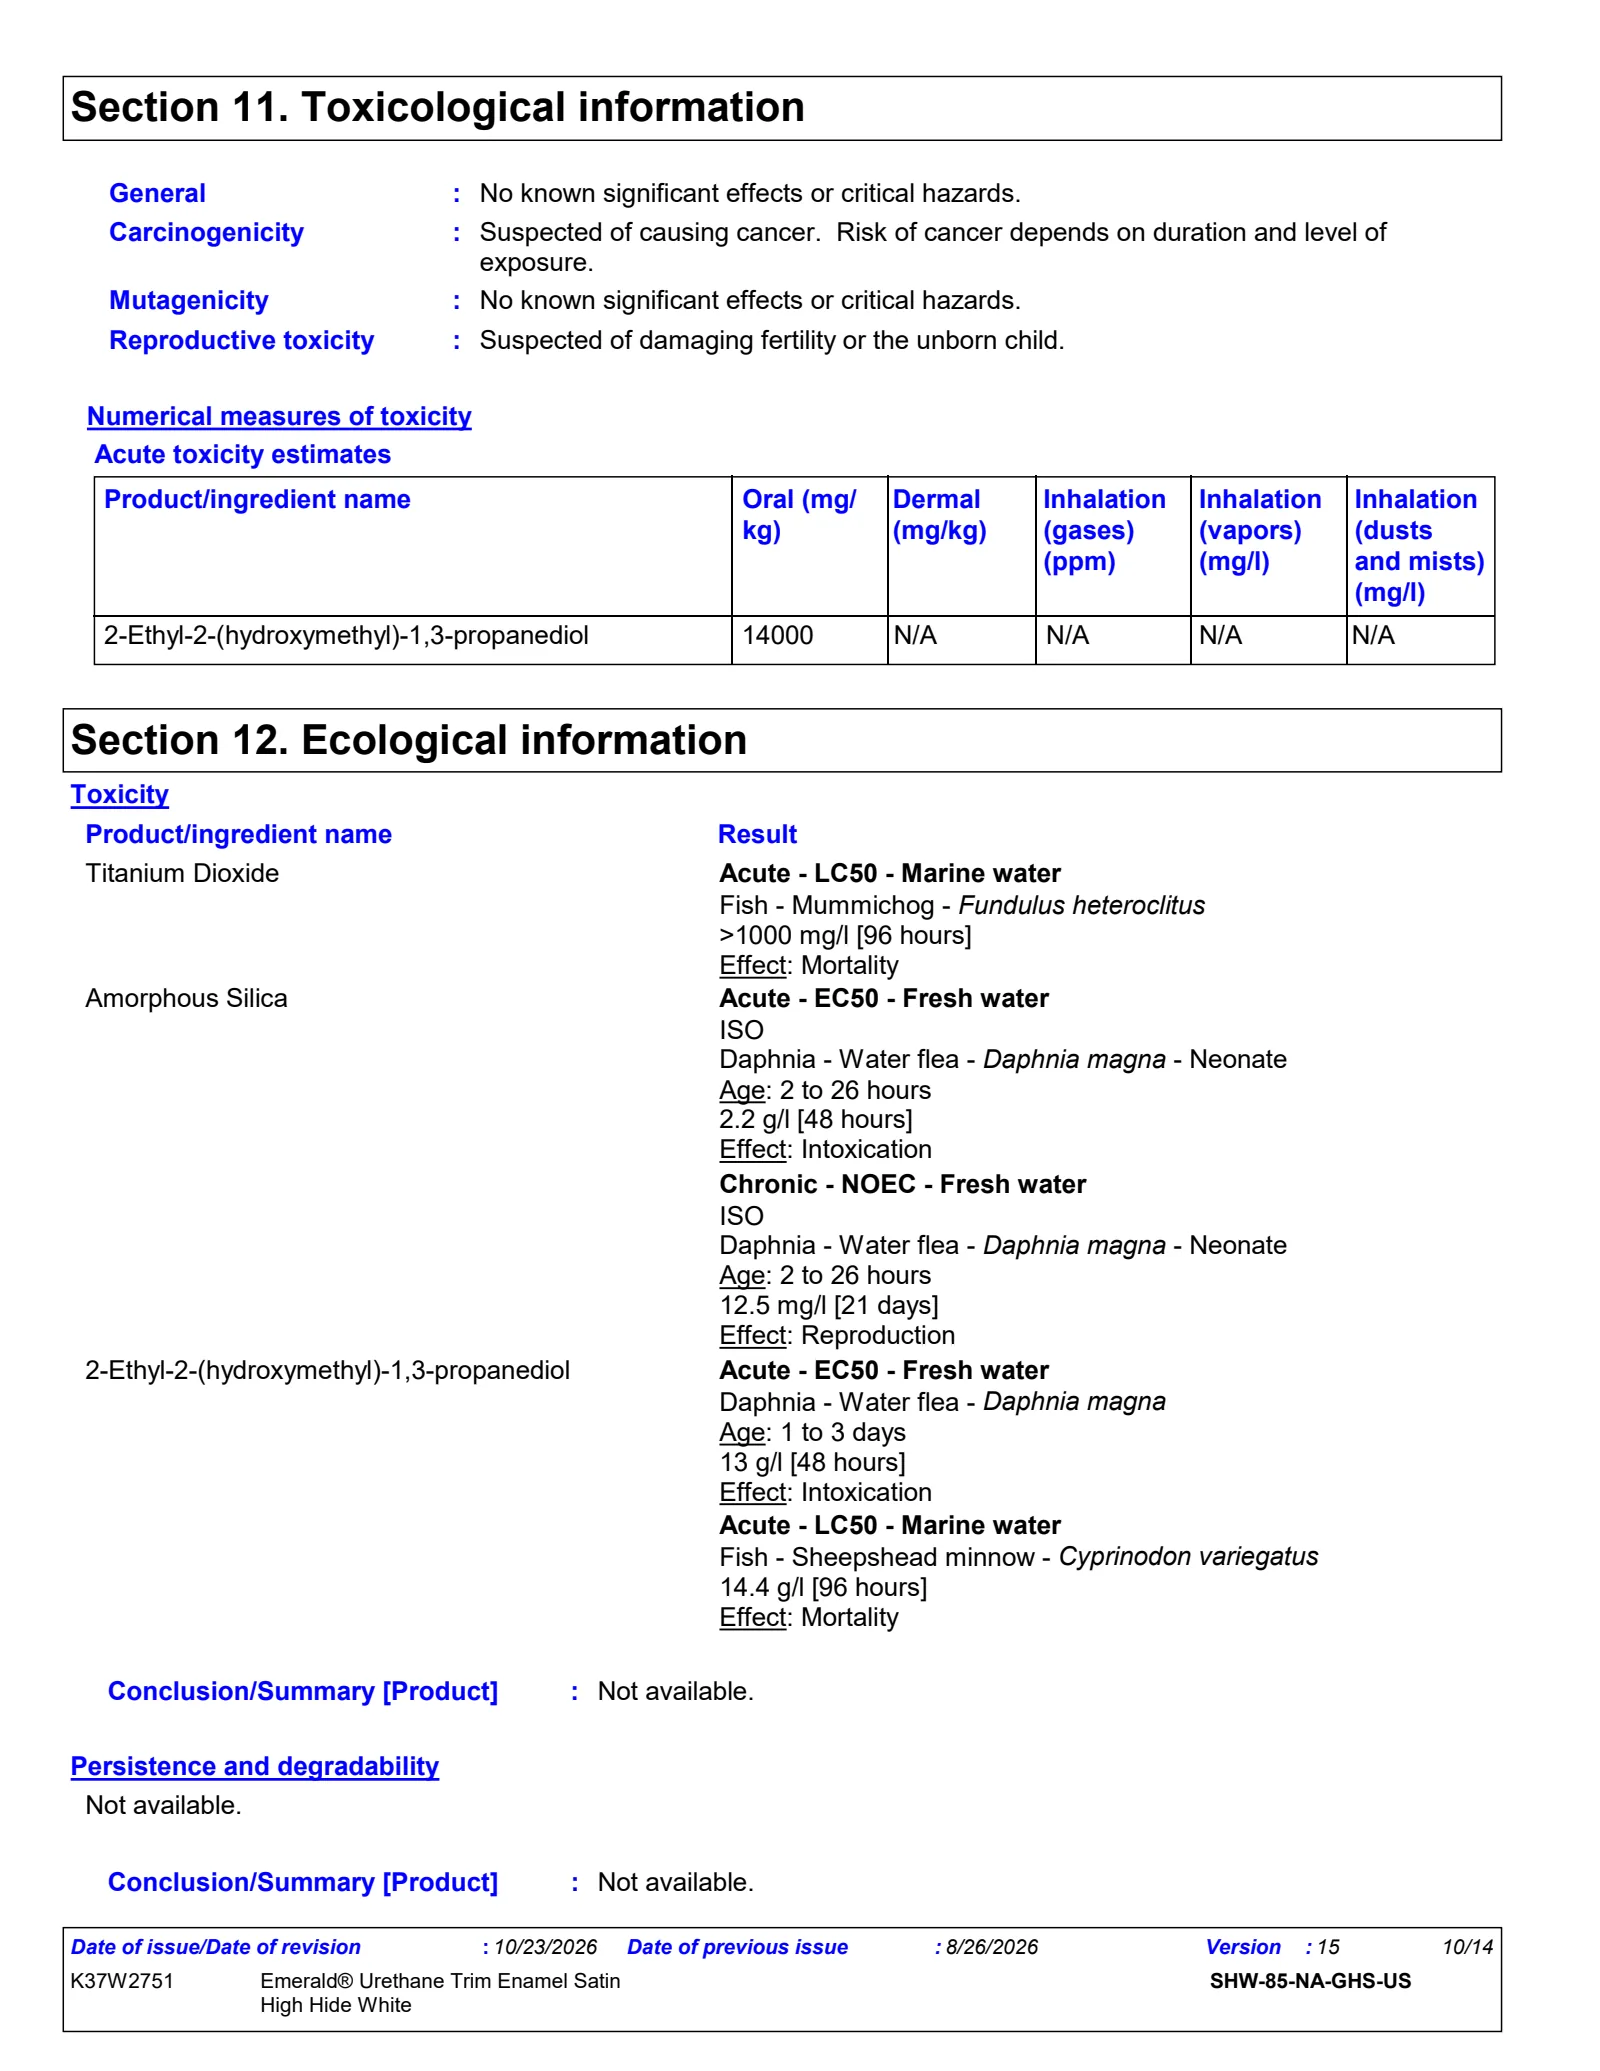 Section 11. Toxicological information
General : No known significant effects or critical hazards.
Carcinogenicity : Suspected of causing cancer. Risk of cancer depends on duration and level of
exposure.
Mutagenicity : No known significant effects or critical hazards.
Reproductive toxicity : Suspected of damaging fertility or the unborn child.
Numerical measures of toxicity
Acute toxicity estimates
Product/ingredient name Oral (mg/ Dermal Inhalation Inhalation Inhalation
kg) (mg/kg) (gases) (vapors) (dusts
(ppm) (mg/l) and mists)
(mg/l)
2-Ethyl-2-(hydroxymethyl)-1,3-propanediol 14000 N/A N/A N/A N/A
Section 12. Ecological information
Toxicity
Product/ingredient name Result
Titanium Dioxide Acute - LC50 - Marine water
Fish - Mummichog - Fundulus heteroclitus
>1000 mg/l [96 hours]
Effect: Mortality
Amorphous Silica Acute - EC50 - Fresh water
ISO
Daphnia - Water flea - Daphnia magna - Neonate
Age: 2 to 26 hours
2.2 g/l [48 hours]
Effect: Intoxication
Chronic - NOEC - Fresh water
ISO
Daphnia - Water flea - Daphnia magna - Neonate
Age: 2 to 26 hours
12.5 mg/l [21 days]
Effect: Reproduction
2-Ethyl-2-(hydroxymethyl)-1,3-propanediol Acute - EC50 - Fresh water
Daphnia - Water flea - Daphnia magna
Age: 1 to 3 days
13 g/l [48 hours]
Effect: Intoxication
Acute - LC50 - Marine water
Fish - Sheepshead minnow - Cyprinodon variegatus
14.4 g/l [96 hours]
Effect: Mortality
Conclusion/Summary [Product] : Not available.
Persistence and degradability
Not available.
Conclusion/Summary [Product] : Not available.
Date of issue/Date of revision : 10/23/2026 Date of previous issue : 8/26/2026 Version : 15 10/14
K37W2751 Emerald® Urethane Trim Enamel Satin SHW-85-NA-GHS-US
High Hide White